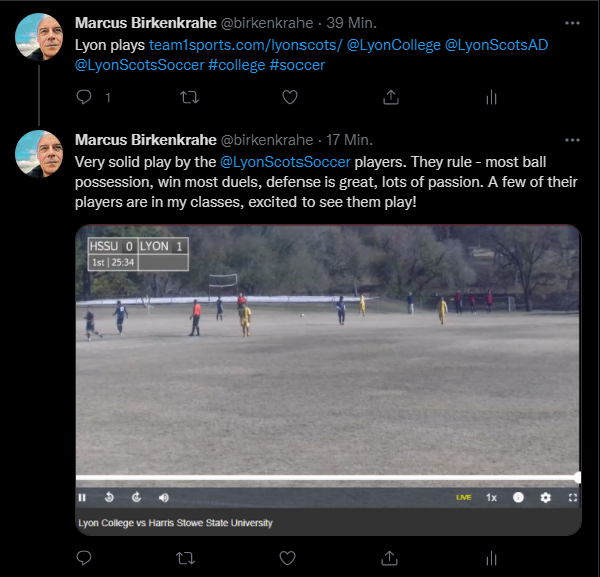 Marcus Birkenkrahe @birkenkrahe · 39 Min.
Lyon plays team1sports.com/lyonscots/ @LyonCollege @LyonScotsAD
@LyonScotsSoccer #college #soccer
1
Marcus Birkenkrahe @birkenkrahe · 17 Min.
Very solid play by the @LyonScotsSoccer players. They rule - most ball
possession, win most duels, defense is great, lots of passion. A few of their
players are in my classes, excited to see them play!
HSSU 0 LYON 1
1st | 25:34
LIVE 1x
Lyon College vs Harris Stowe State University